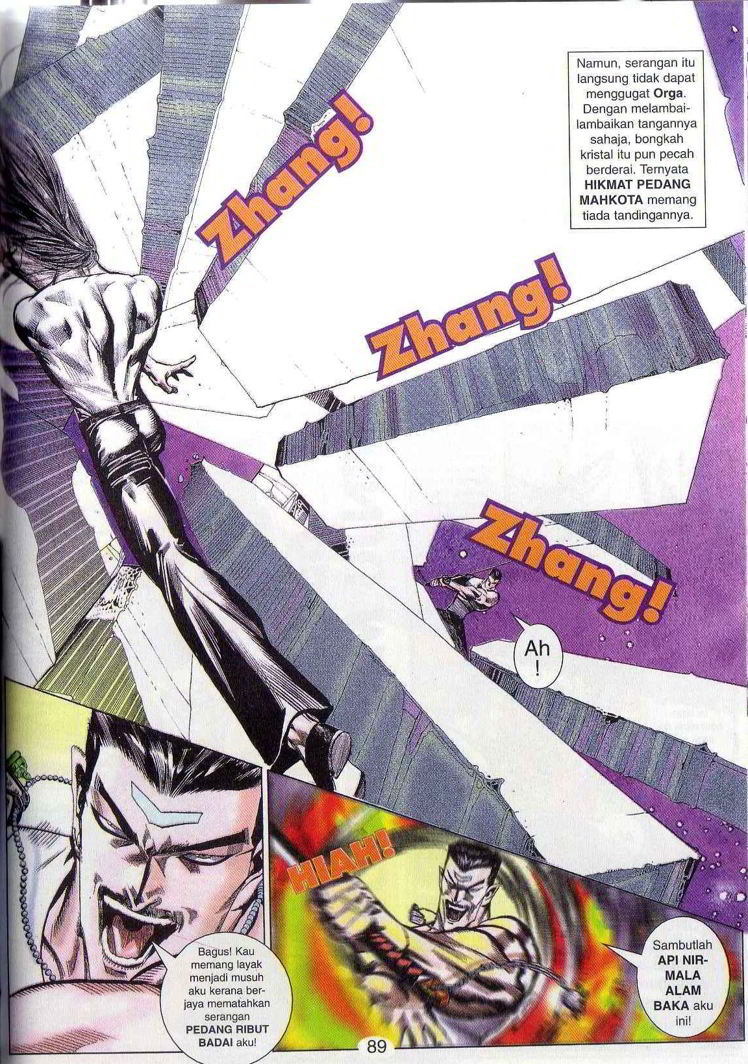 Namun, serangan itu
langsung tidak dapat
menggugat Orga.
Dengan melambai-
lambaikan tangannya
sahaja, bongkah
kristal itu pun pecah
berderai. Ternyata
HIKMAT PEDANG
MAHKOTA memang
tiada tandingannya.
Zhang!
Zhang!
Zhang!
Ah
!
Bagus! Kau
memang layak
menjadi musuh
aku kerana ber-
jaya mematahkan
serangan
PEDANG RIBUT
BADAI aku!
HIAH!
Sambutlah
API NIR-
MALA
ALAM
BAKA aku
ini!
89